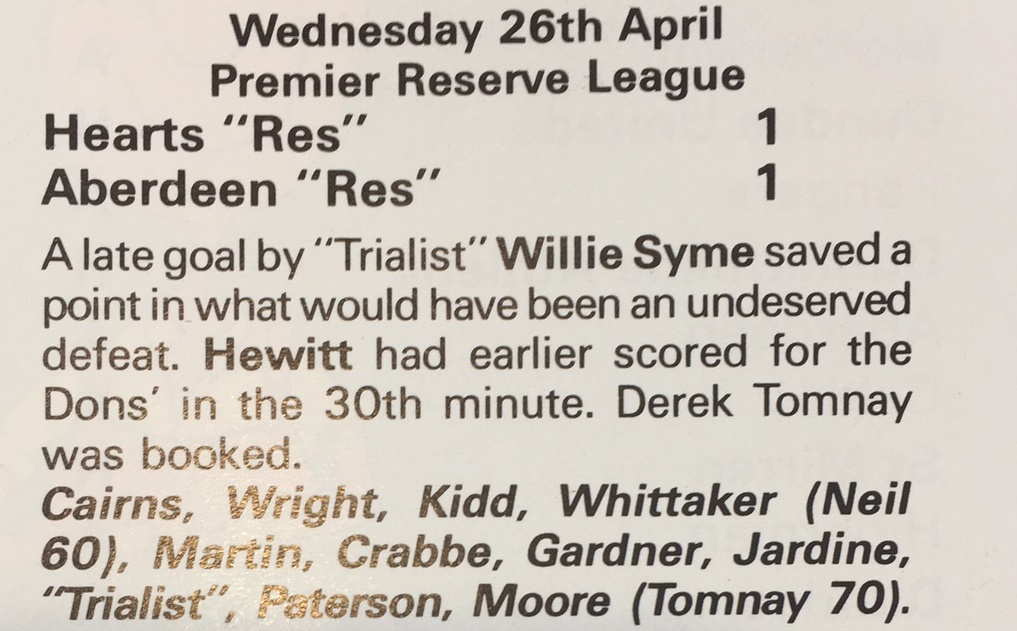 Wednesday 26th April
Premier Reserve League
Hearts "Res" 1
Aberdeen "Res" 1
A late goal by "Trialist" Willie Syme saved a
point in what would have been an undeserved
defeat. Hewitt had earlier scored for the
Dons' in the 30th minute. Derek Tomnay
was booked.
Cairns, Wright, Kidd, Whittaker (Neil
60), Martin, Crabbe, Gardner, Jardine,
"Trialist", Paterson, Moore (Tomnay 70).